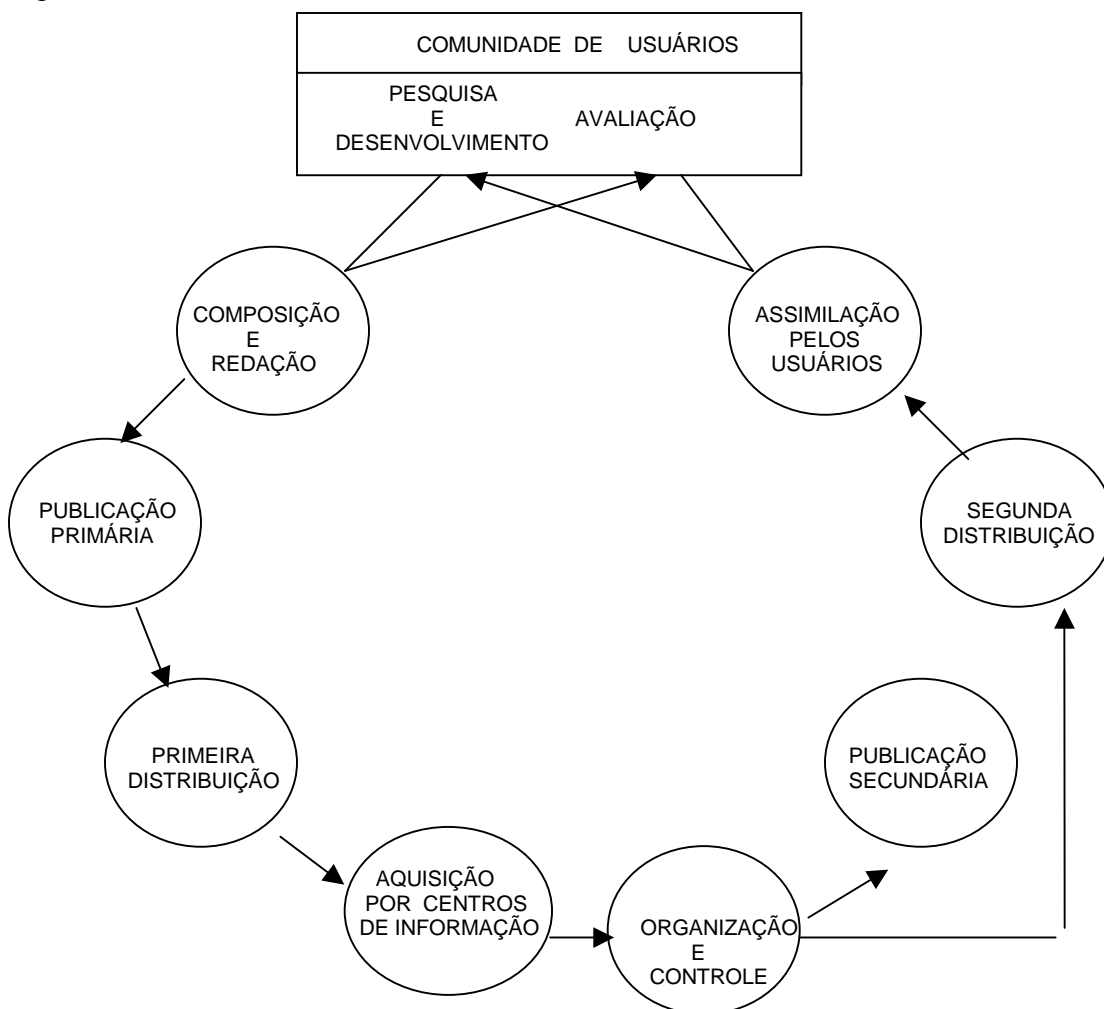 COMUNIDADE DE USUÁRIOS
PESQUISA
E
DESENVOLVIMENTO
AVALIAÇÃO
COMPOSIÇÃO
E
REDAÇÃO
ASSIMILAÇÃO
PELOS
USUÁRIOS
PUBLICAÇÃO
PRIMÁRIA
SEGUNDA
DISTRIBUIÇÃO
PRIMEIRA
DISTRIBUIÇÃO
PUBLICAÇÃO
SECUNDÁRIA
AQUISIÇÃO
POR CENTROS
DE INFORMAÇÃO
ORGANIZAÇÃO
E
CONTROLE